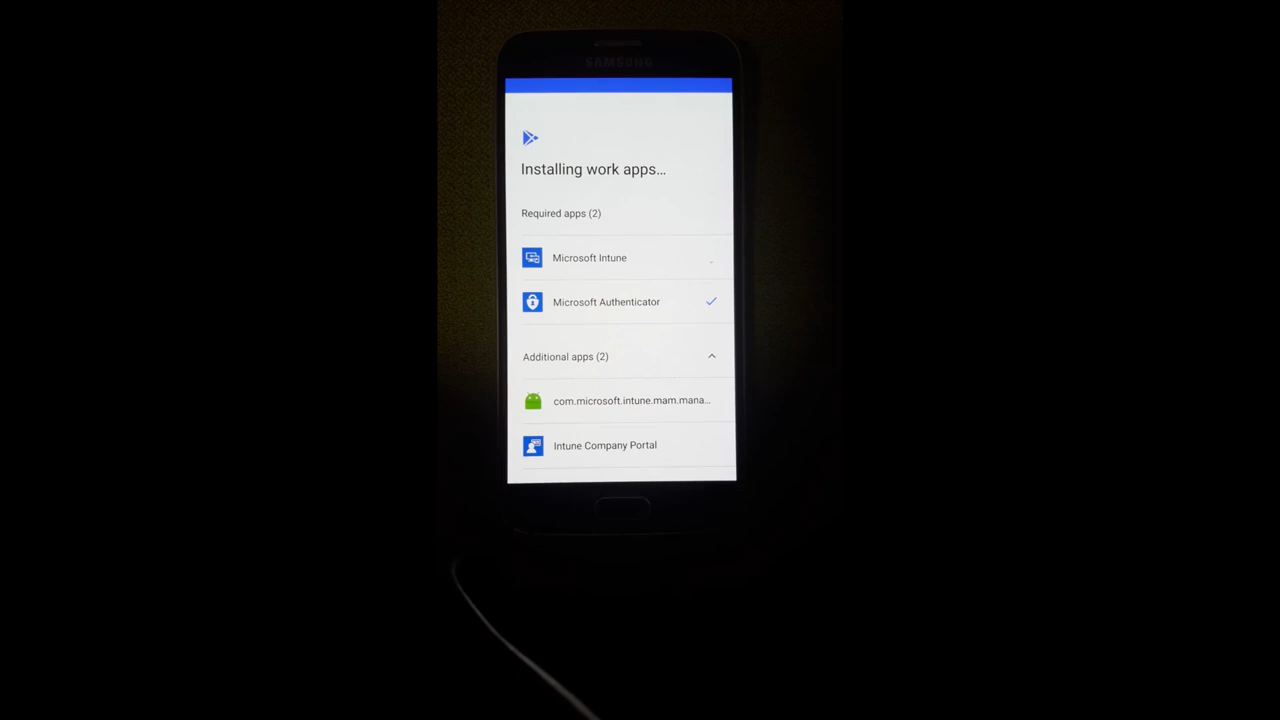 SAMSUNG
Installing work apps...
Required apps (2)
Microsoft Intune
Microsoft Authenticator
Additional apps (2)
com.microsoft.intune.mam.mana...
Intune Company Portal